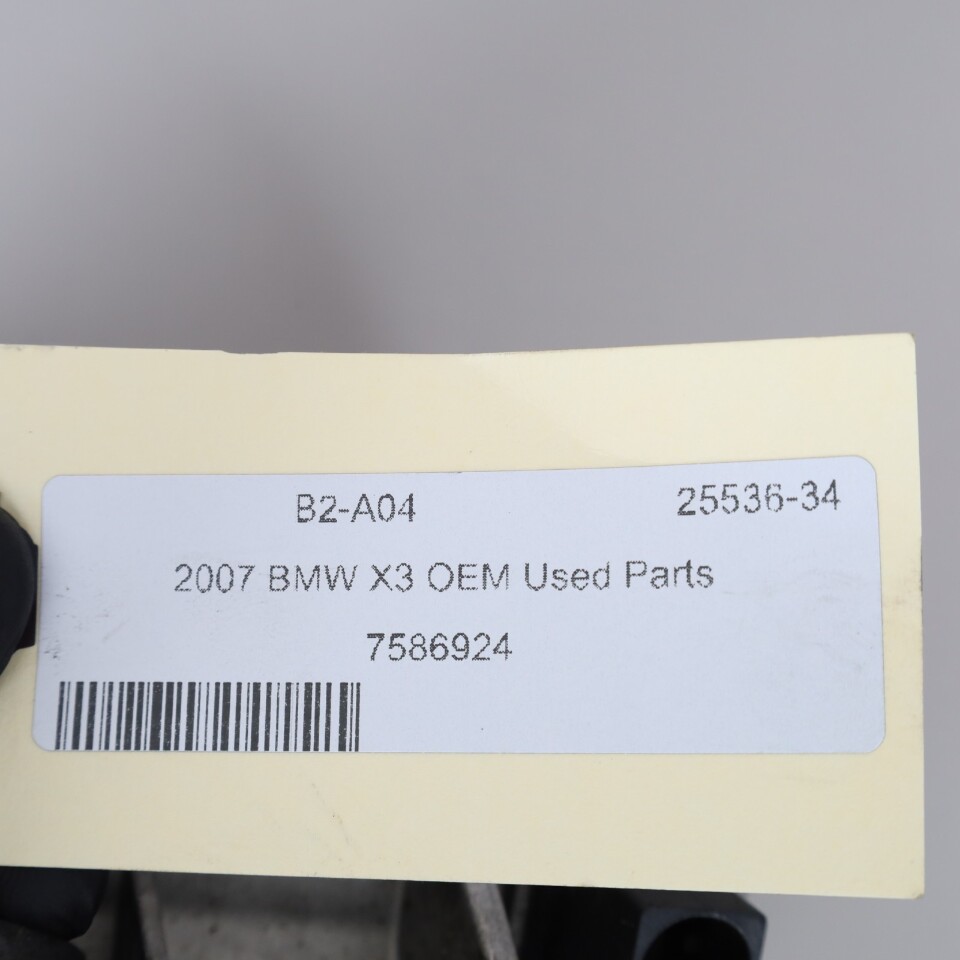 B2-A04 25536-34
2007 BMW X3 OEM Used Parts
7586924